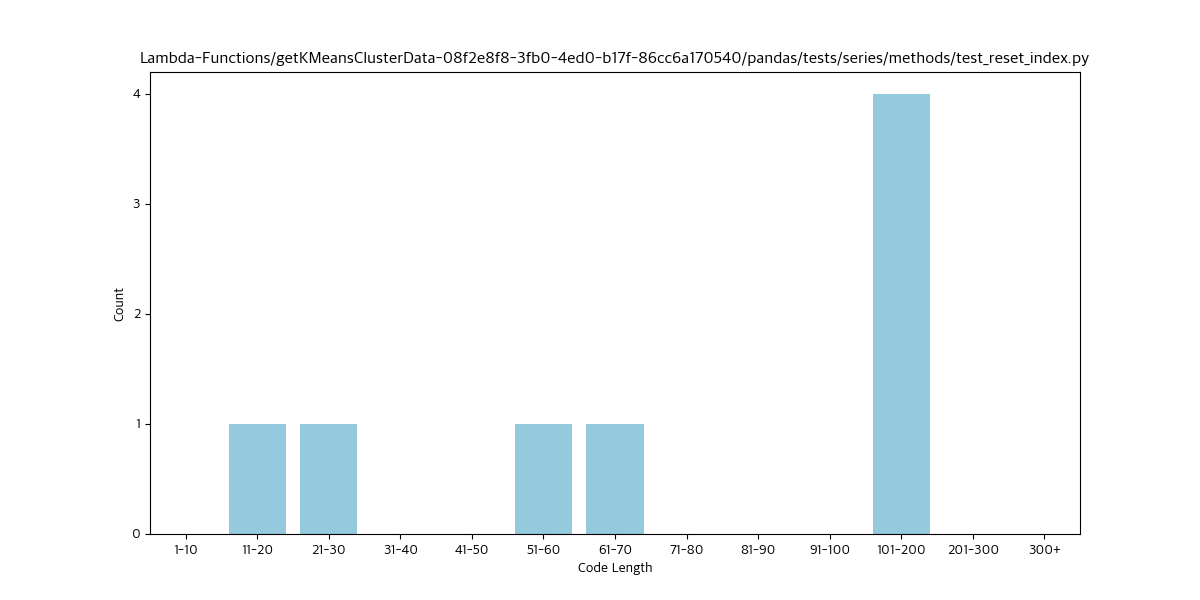 Lambda-Functions/getKMeansClusterData-08f2e8f8-3fb0-4ed0-b17f-86cc6a170540/pandas/tests/series/methods/test_reset_index.py
4
3
2
1
0
Count
1-10 11-20 21-30 31-40 41-50 51-60 61-70 71-80 81-90 91-100 101-200 201-300 300+
Code Length